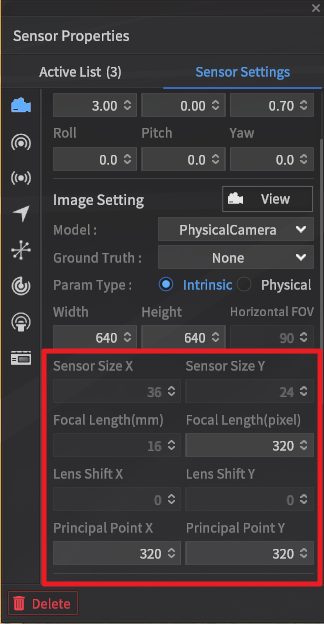 Sensor Properties
Active List (3) Sensor Settings
3.00 0.00 0.70
Roll Pitch Yaw
0.0 0.0 0.0
Image Setting View
Model : PhysicalCamera
Ground Truth : None
Param Type : Intrinsic Physical
Width Height Horizontal FOV
640 640 90
Sensor Size X Sensor Size Y
36 24
Focal Length(mm) Focal Length(pixel)
16 320
Lens Shift X Lens Shift Y
0 0
Principal Point X Principal Point Y
320 320
Delete